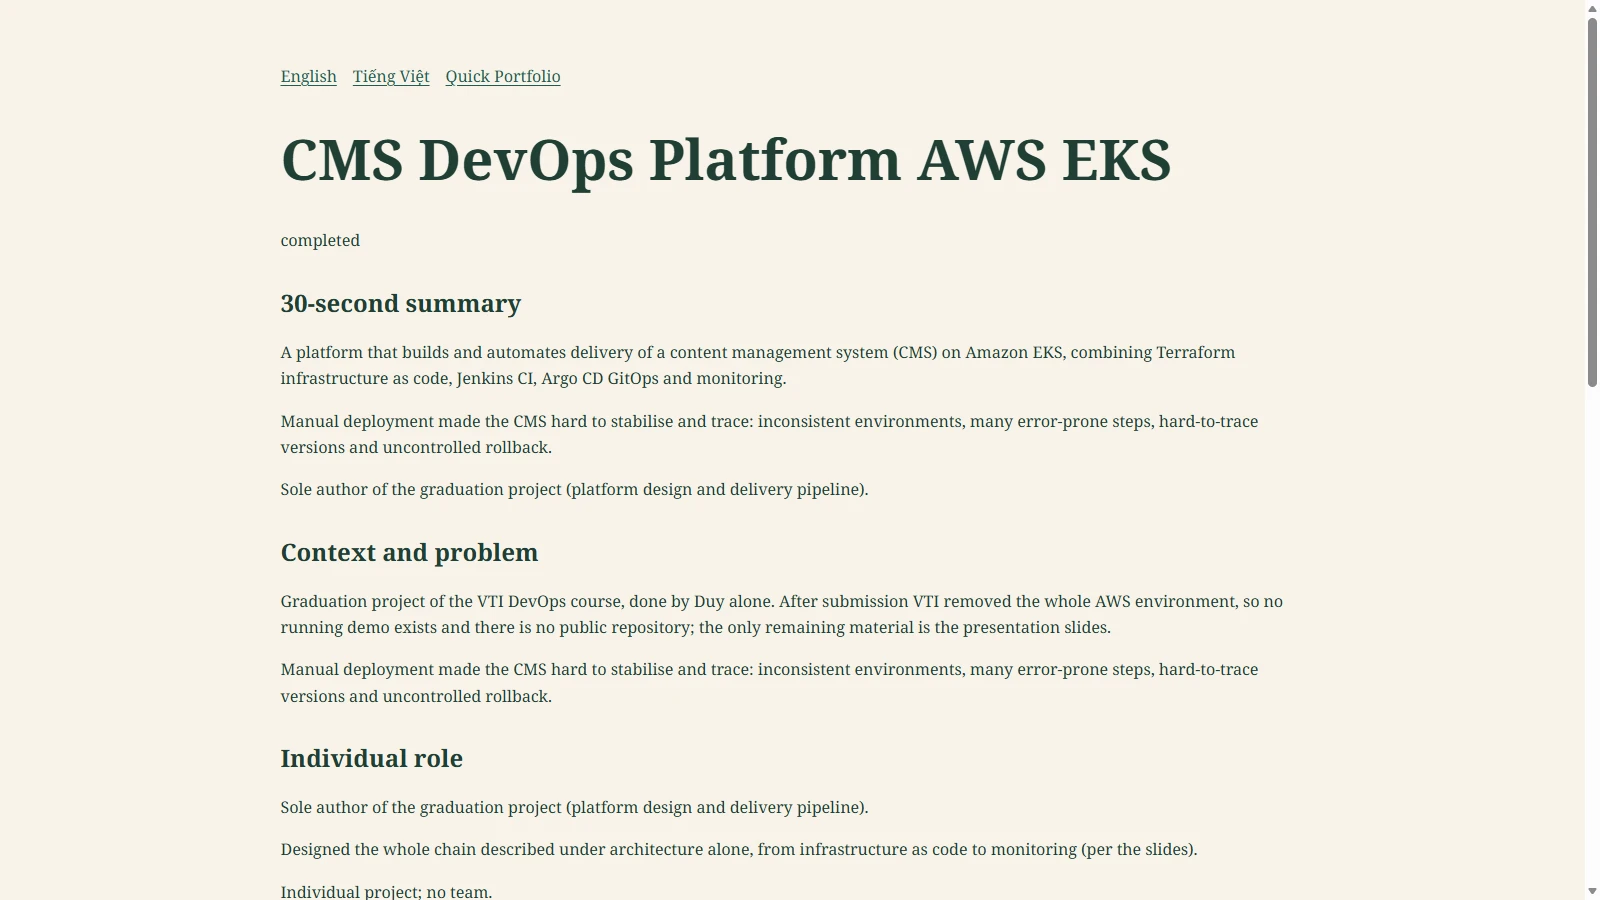 English Tiếng Việt Quick Portfolio
CMS DevOps Platform AWS EKS
completed
30-second summary
A platform that builds and automates delivery of a content management system (CMS) on Amazon EKS, combining Terraform
infrastructure as code, Jenkins CI, Argo CD GitOps and monitoring.
Manual deployment made the CMS hard to stabilise and trace: inconsistent environments, many error-prone steps, hard-to-trace
versions and uncontrolled rollback.
Sole author of the graduation project (platform design and delivery pipeline).
Context and problem
Graduation project of the VTI DevOps course, done by Duy alone. After submission VTI removed the whole AWS environment, so no
running demo exists and there is no public repository; the only remaining material is the presentation slides.
Manual deployment made the CMS hard to stabilise and trace: inconsistent environments, many error-prone steps, hard-to-trace
versions and uncontrolled rollback.
Individual role
Sole author of the graduation project (platform design and delivery pipeline).
Designed the whole chain described under architecture alone, from infrastructure as code to monitoring (per the slides).
Individual project; no team.